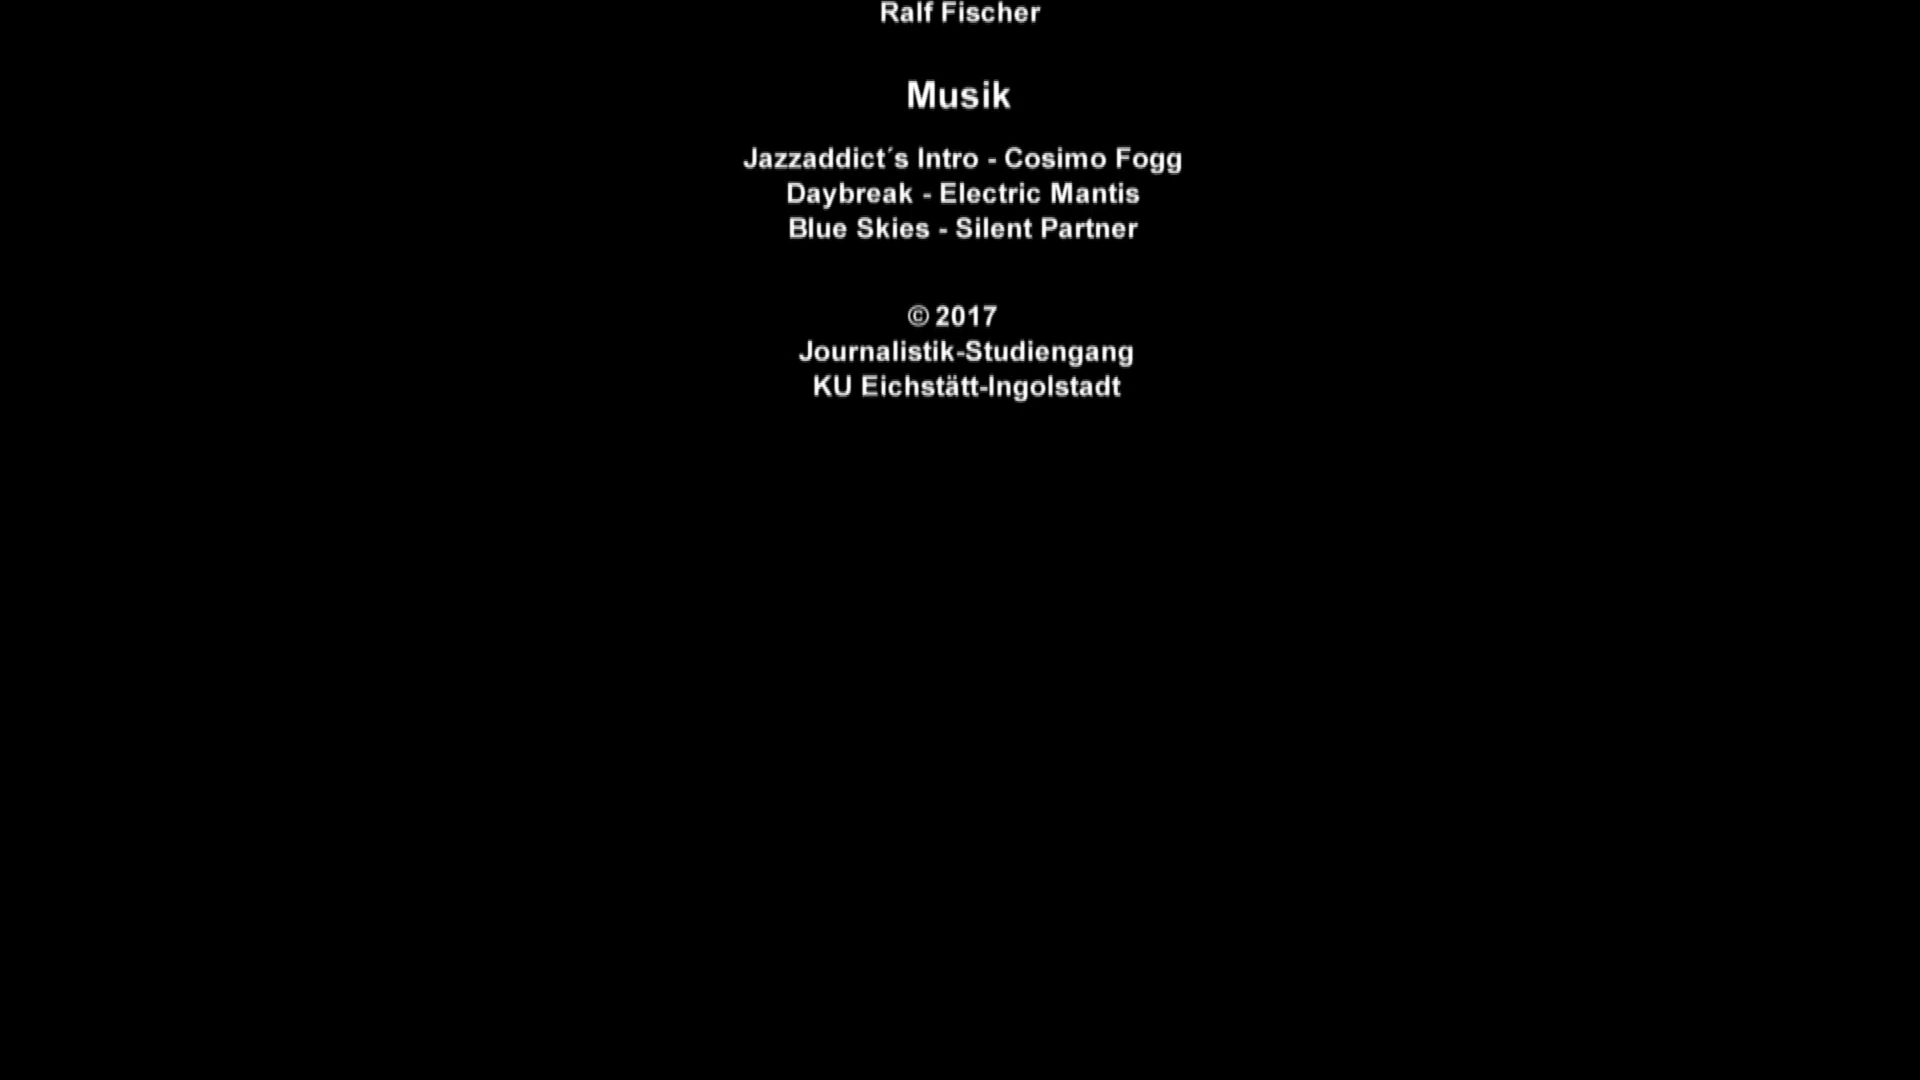 Ralf Fischer
Musik
Jazzaddict´s Intro - Cosimo Fogg
Daybreak - Electric Mantis
Blue Skies - Silent Partner
© 2017
Journalistik-Studiengang
KU Eichstätt-Ingolstadt